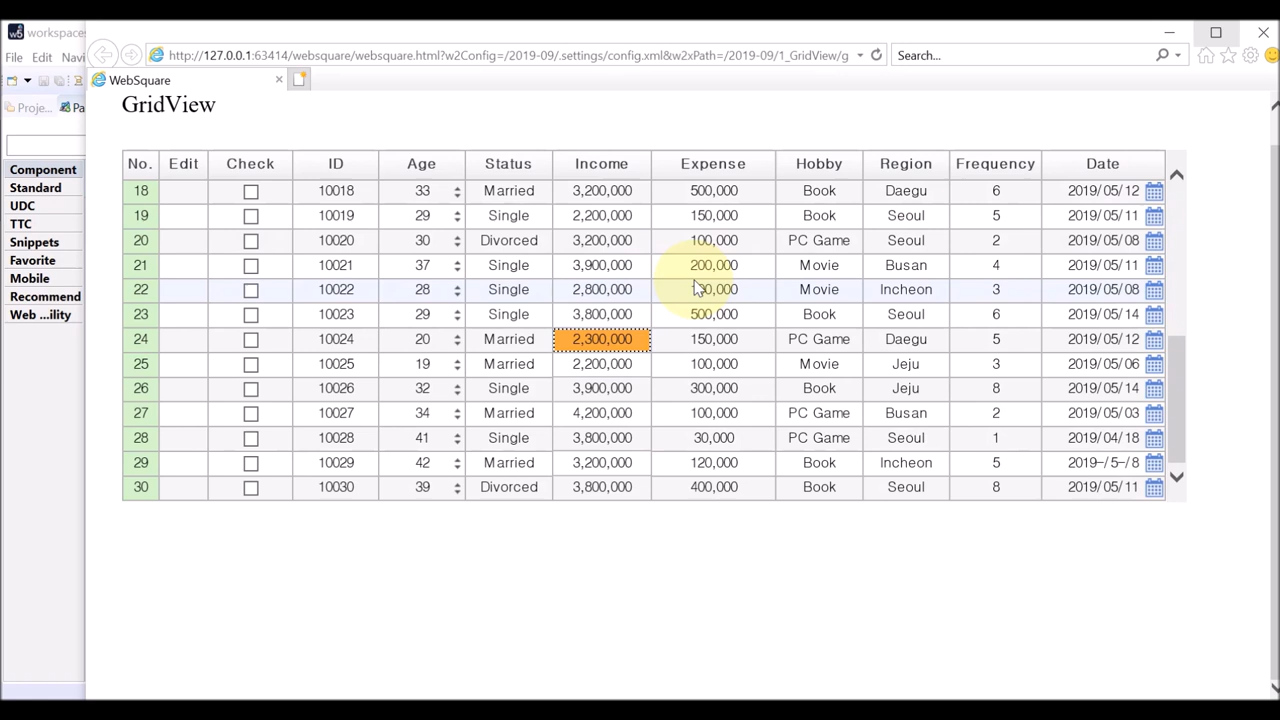 workspaces
File Edit Navi
http://127.0.0.1:63414/websquare/websquare.html?w2Config=/2019-09/.settings/config.xml&w2xPath=/2019-09/1_GridView/g
Search...
WebSquare
Proje... Pa
GridView
Component
Standard
UDC
TTC
Snippets
Favorite
Mobile
Recommend
Web ...ility
No. Edit Check ID Age Status Income Expense Hobby Region Frequency Date
18 10018 33 Married 3,200,000 500,000 Book Daegu 6 2019/05/12
19 10019 29 Single 2,200,000 150,000 Book Seoul 5 2019/05/11
20 10020 30 Divorced 3,200,000 100,000 PC Game Seoul 2 2019/05/08
21 10021 37 Single 3,900,000 200,000 Movie Busan 4 2019/05/11
22 10022 28 Single 2,800,000 Movie Incheon 3 2019/05/08
23 10023 29 Single 3,800,000 500,000 Book Seoul 6 2019/05/14
24 10024 20 Married 2,300,000 150,000 PC Game Daegu 5 2019/05/12
25 10025 19 Married 2,200,000 100,000 Movie Jeju 3 2019/05/06
26 10026 32 Single 3,900,000 300,000 Book Jeju 8 2019/05/14
27 10027 34 Married 4,200,000 100,000 PC Game Busan 2 2019/05/03
28 10028 41 Single 3,800,000 30,000 PC Game Seoul 1 2019/04/18
29 10029 42 Married 3,200,000 120,000 Book Incheon 5 2019-/5-/8
30 10030 39 Divorced 3,800,000 400,000 Book Seoul 8 2019/05/11